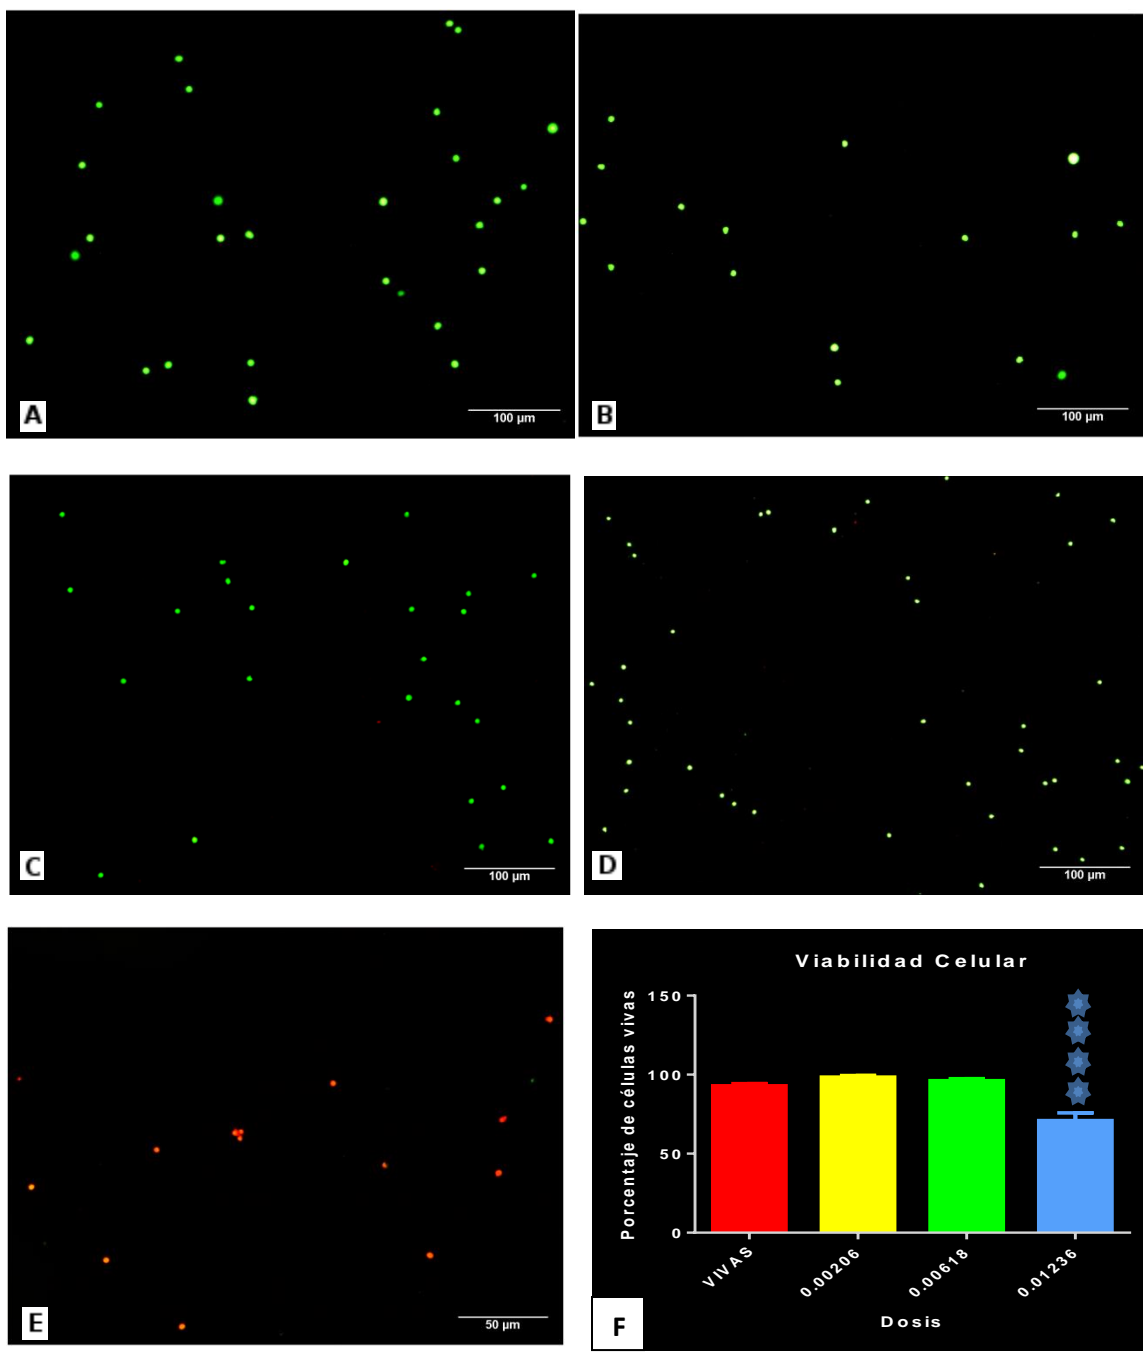 A
100 µm
B
100 µm
C
100 µm
D
100 µm
E
50 µm
Viabilidad Celular
Porcentaje de células vivas
150
100
50
0
VIVAS
0.00206
0.00618
0.01236
Dosis
F